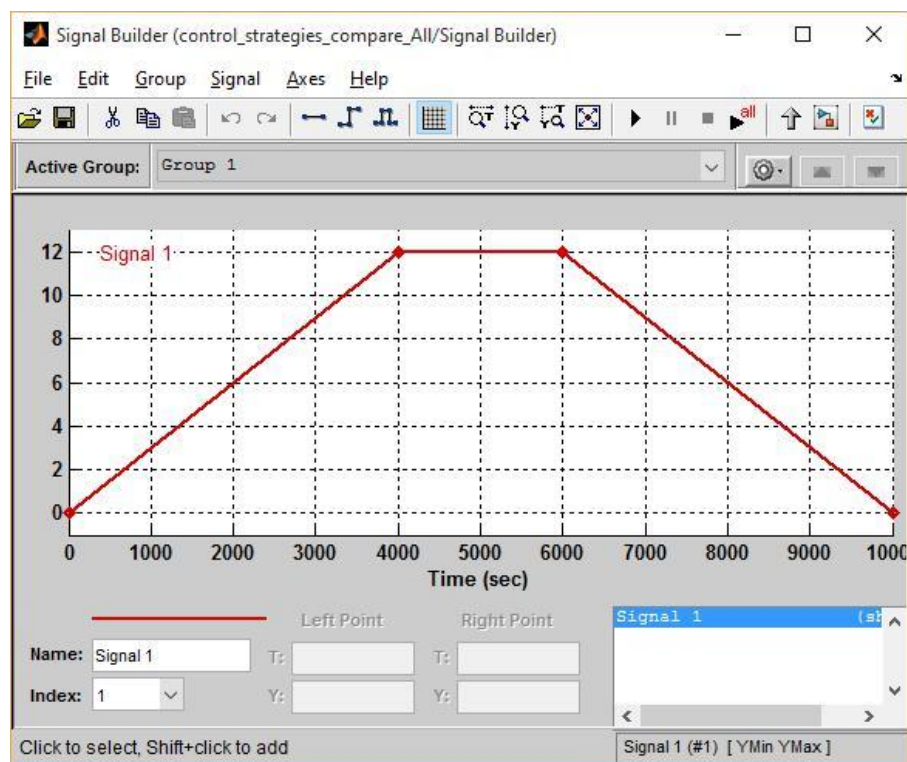 Signal Builder (control_strategies_compare_All/Signal Builder)
File Edit Group Signal Axes Help
all
Active Group: Group 1
Signal 1
12
10
8
6
4
2
0
0 1000 2000 3000 4000 5000 6000 7000 8000 9000 1000
Time (sec)
Left Point Right Point
Name: Signal 1 T: T:
Index: 1 Y: Y:
Signal 1 (sh
Click to select, Shift+click to add
Signal 1 (#1) [ YMin YMax ]